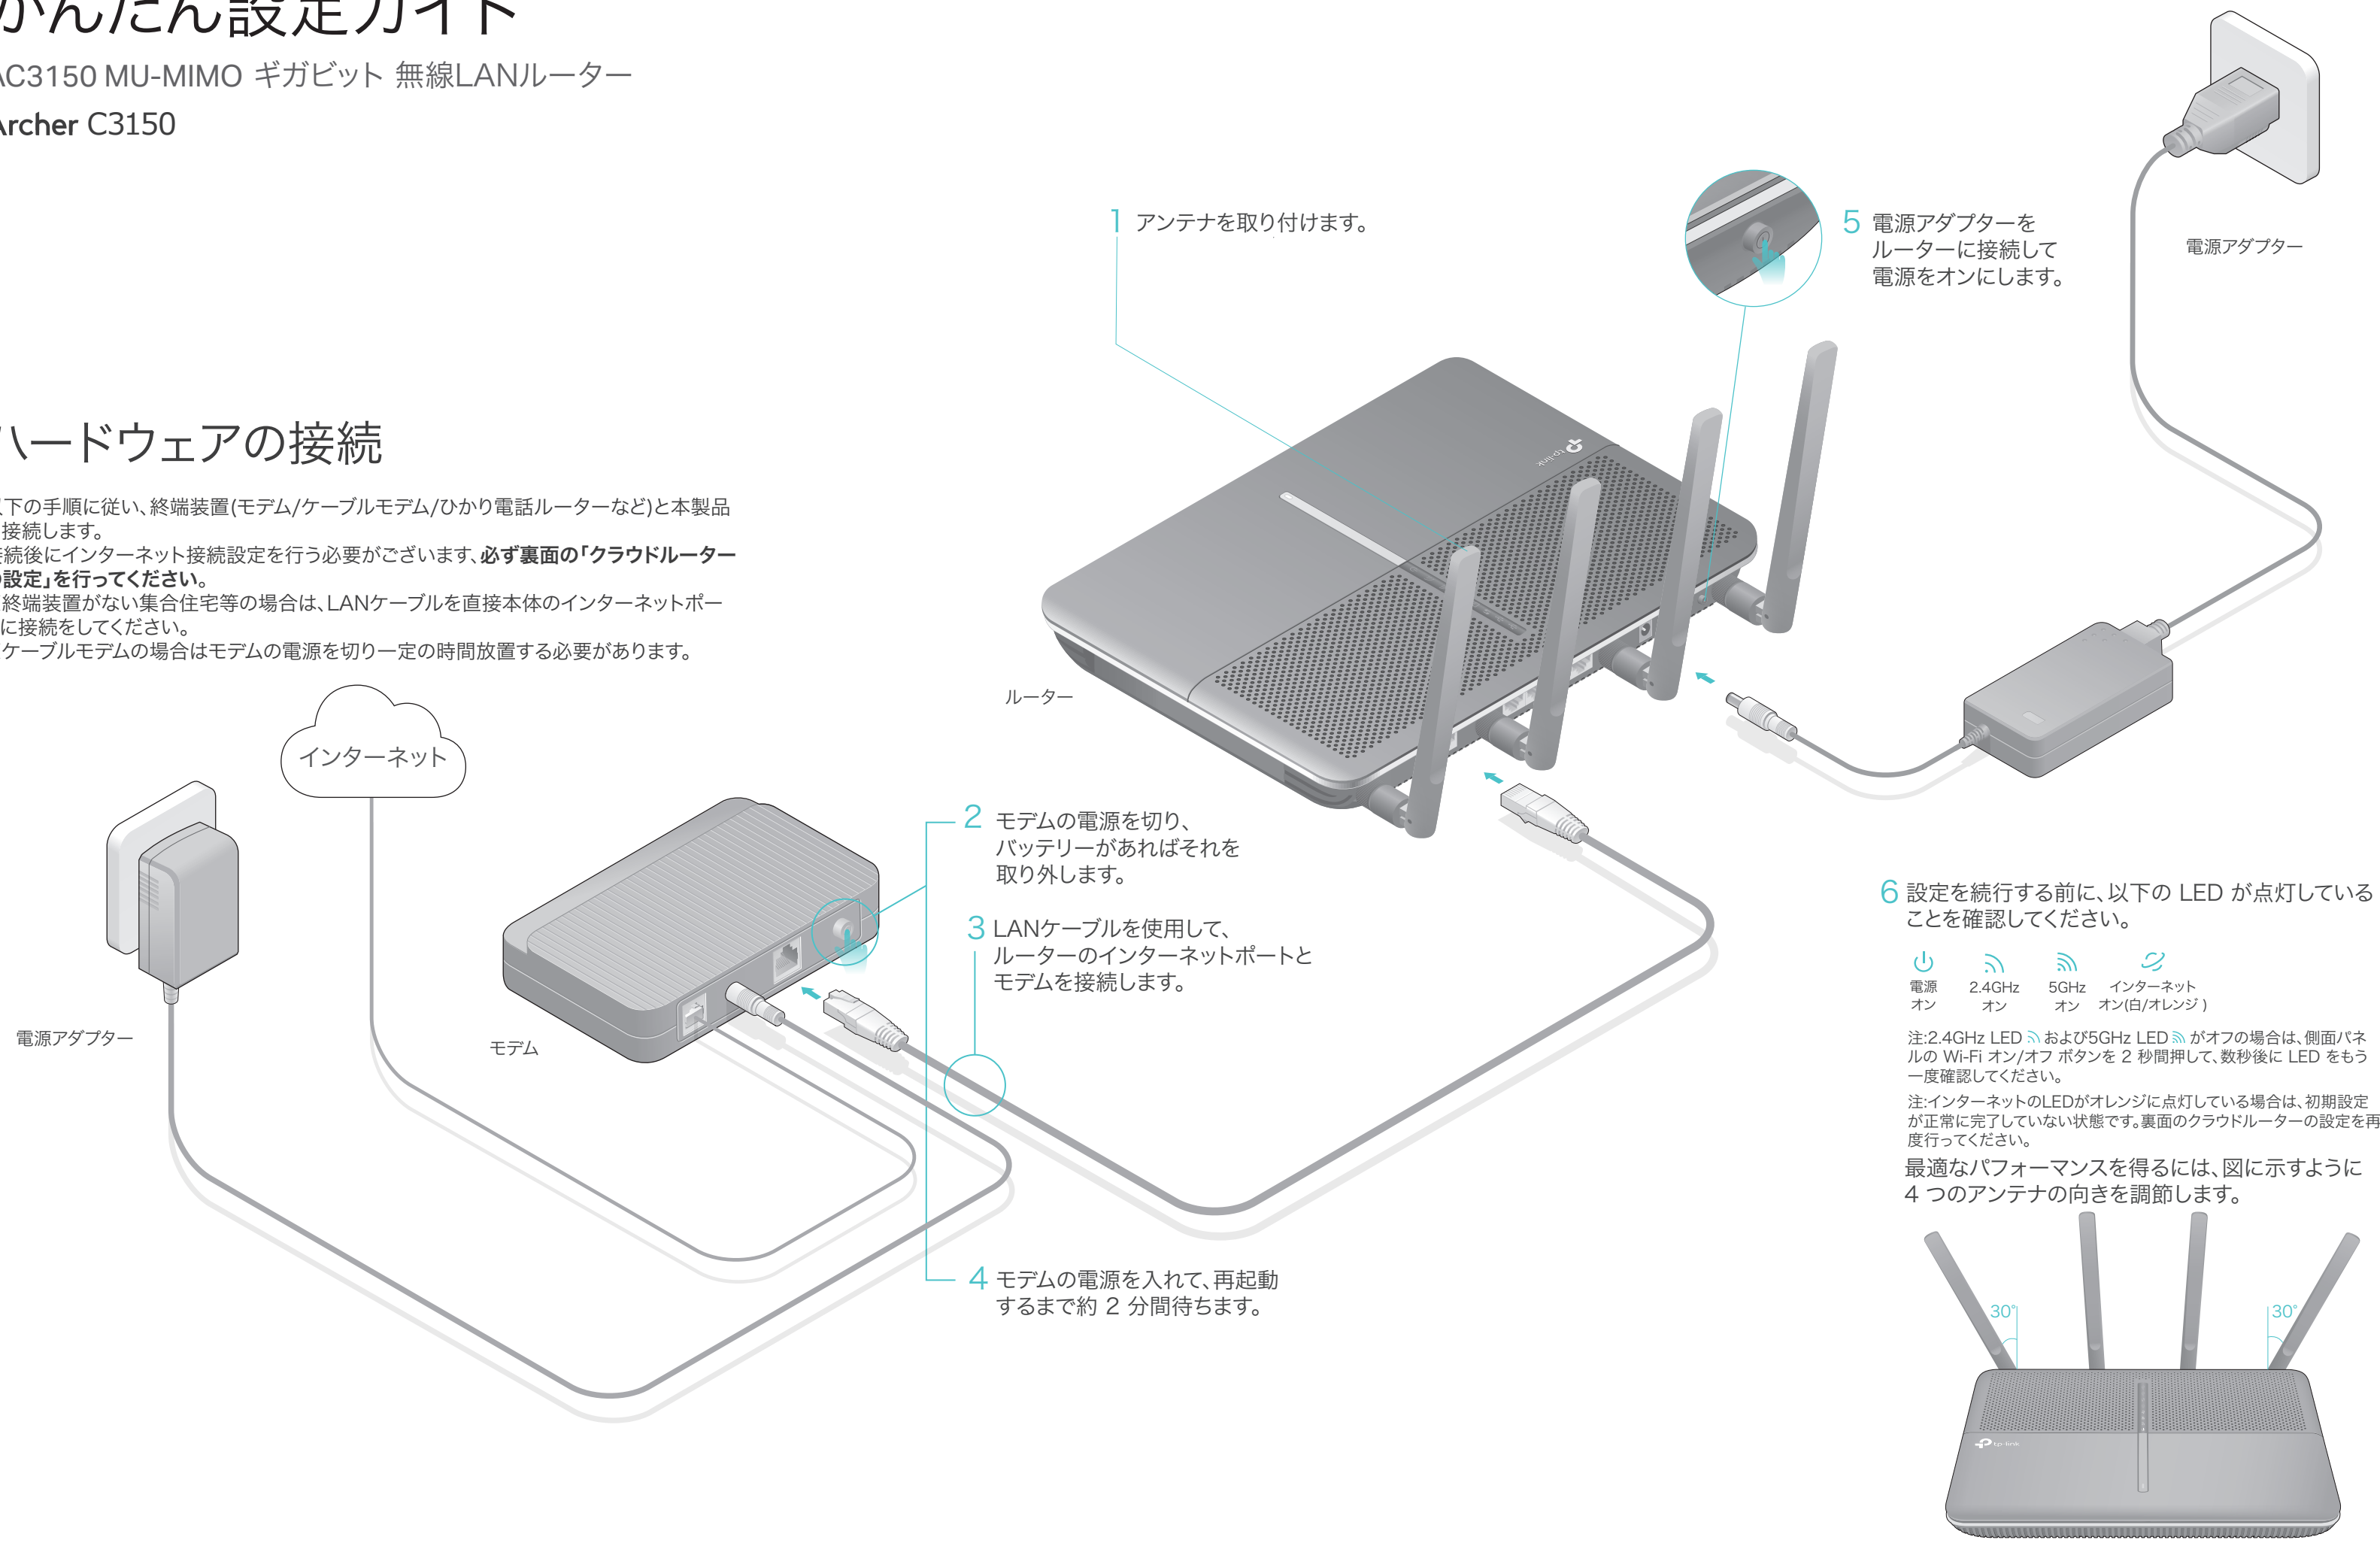 かんたん設定ガイド
AC3150 MU-MIMO ギガビット 無線LANルーター
Archer C3150
ハードウェアの接続
以下の手順に従い、終端装置(モデム/ケーブルモデム/ひかり電話ルーターなど)と本製品
接続します。
接続後にインターネット接続設定を行う必要がございます、必ず裏面の「クラウドルーター
の設定」を行ってください。
終端装置がない集合住宅等の場合は、LANケーブルを直接本体のインターネットポー
に接続をしてください。
ケーブルモデムの場合はモデムの電源を切り一定の時間放置する必要があります。
1 アンテナを取り付けます。
5 電源アダプターを
ルーターに接続して
電源をオンにします。
電源アダプター
tp-link
ルーター
インターネット
2 モデムの電源を切り、
バッテリーがあればそれを
取り外します。
3 LANケーブルを使用して、
ルーターのインターネットポートと
モデムを接続します。
電源アダプター
モデム
4 モデムの電源を入れて、再起動
するまで約 2 分間待ちます。
6 設定を続行する前に、以下の LED が点灯している
ことを確認してください。
電源 2.4GHz 5GHz インターネット
オン オン オン オン(白/オレンジ )
注:2.4GHz LED および5GHz LED がオフの場合は、側面パネ
ルの Wi-Fi オン/オフ ボタンを 2 秒間押して、数秒後に LED をもう
一度確認してください。
注:インターネットのLEDがオレンジに点灯している場合は、初期設定
が正常に完了していない状態です。裏面のクラウドルーターの設定を再
度行ってください。
最適なパフォーマンスを得るには、図に示すように
4 つのアンテナの向きを調節します。
30° 30°
tp-link